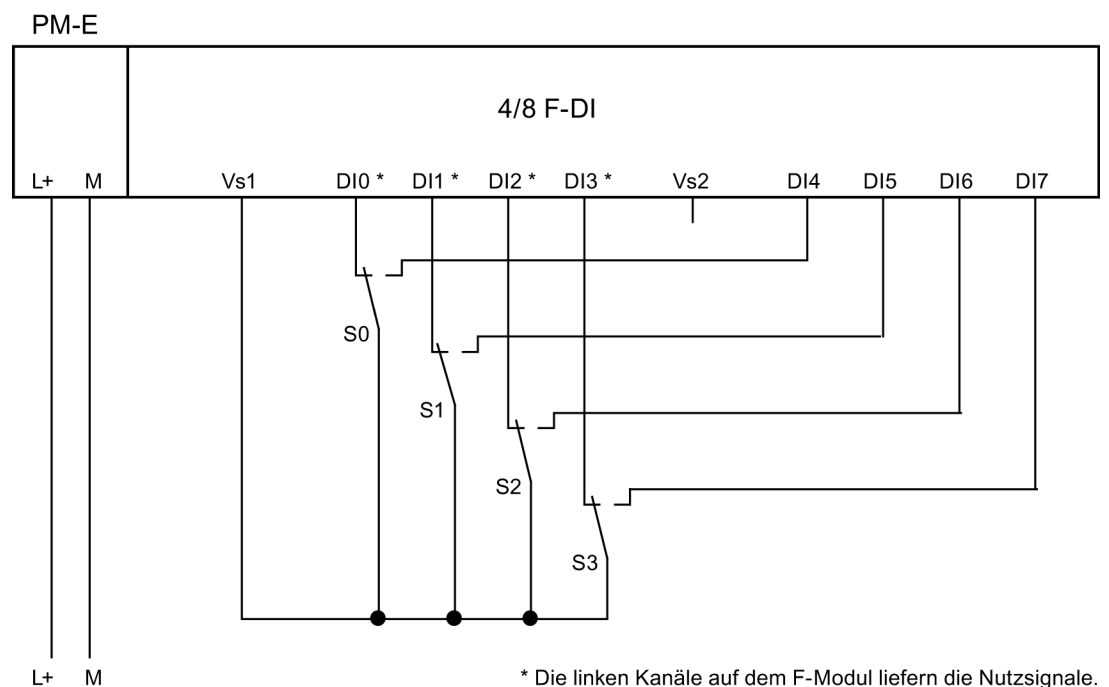 PM-E
4/8 F-DI
L+ M Vs1 DI0 * DI1 * DI2 * DI3 * Vs2 DI4 DI5 DI6 DI7
S0
S1
S2
S3
L+ M
* Die linken Kanäle auf dem F-Modul liefern die Nutzsignale.